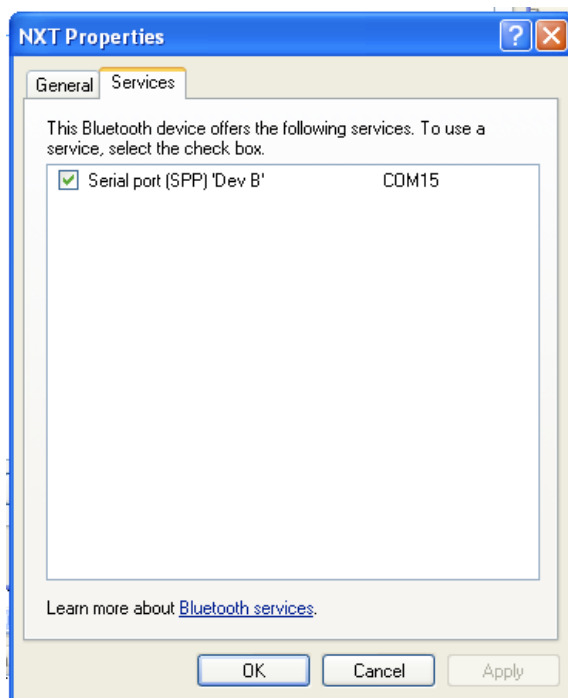 NXT Properties
General
Services
This Bluetooth device offers the following services. To use a
service, select the check box.
Serial port (SPP) 'Dev B' COM15
Learn more about Bluetooth services.
OK
Cancel
Apply